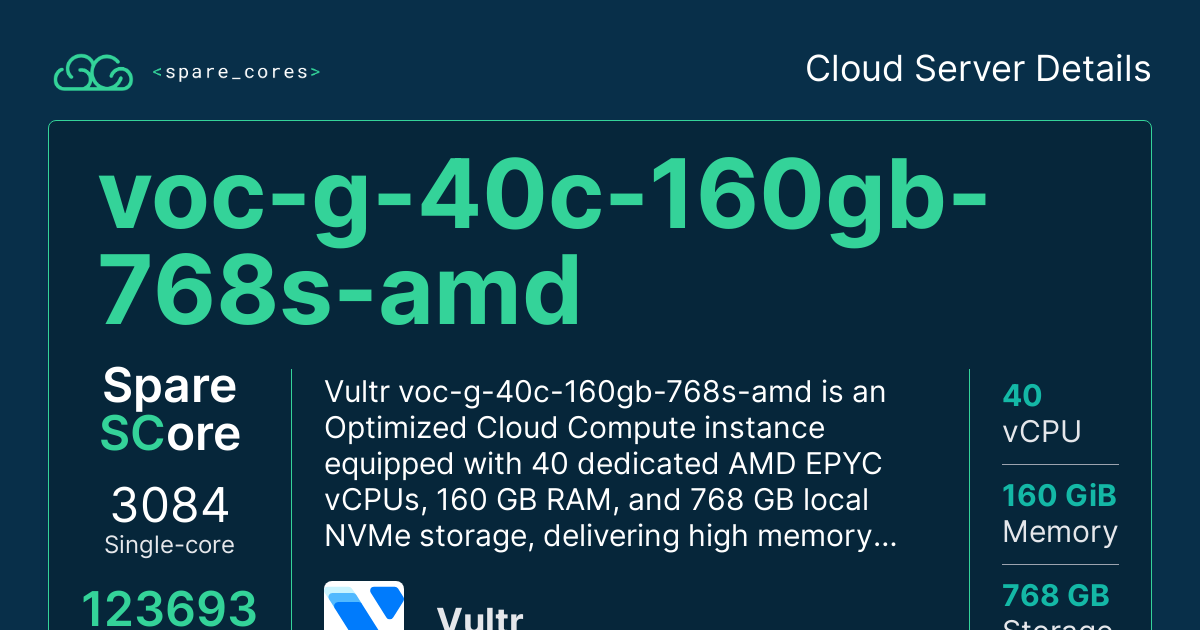 <spare_cores>
Cloud Server Details
voc-g-40c-160gb-
768s-amd
Spare
SCore
3084
Single-core
123693
Vultr voc-g-40c-160gb-768s-amd is an
Optimized Cloud Compute instance
equipped with 40 dedicated AMD EPYC
vCPUs, 160 GB RAM, and 768 GB local
NVMe storage, delivering high memory...
Vultr
40
vCPU
160 GiB
Memory
768 GB
Storage